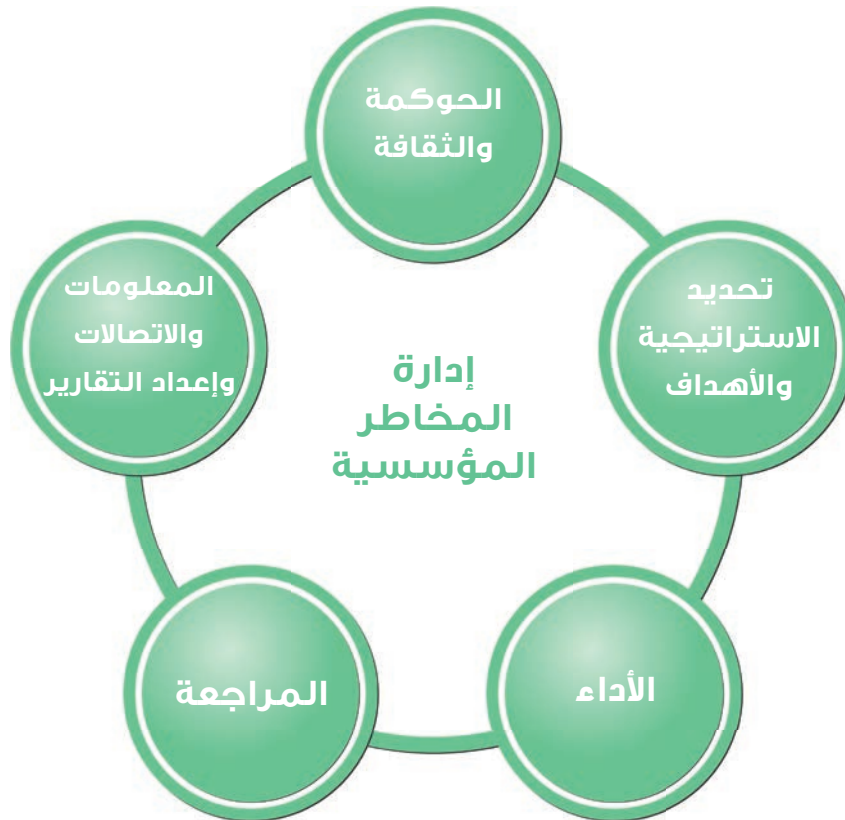 الحوكمة
والثقافة
تحديد
الاستراتيجية
والأهداف
الأداء
المراجعة
المعلومات
والاتصالات
وإعداد التقارير
إدارة
المخاطر
المؤسسية